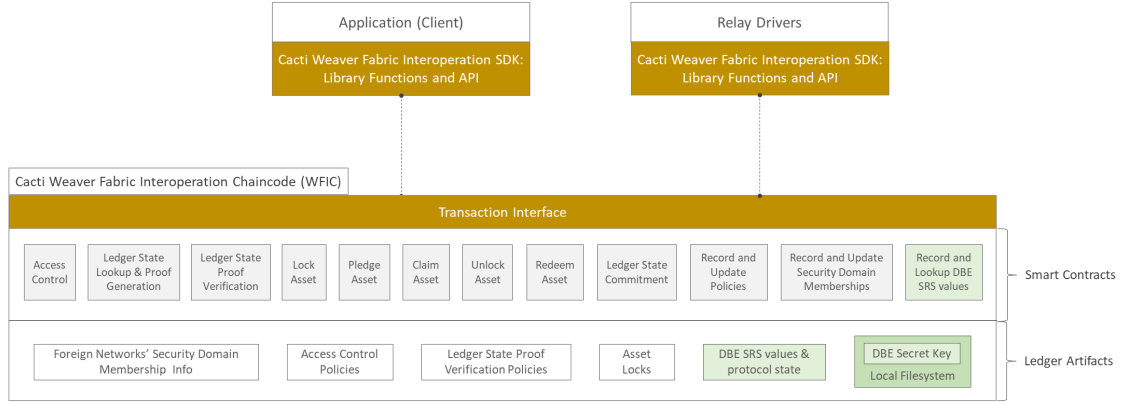 Application (Client)
Relay Drivers
Cacti Weaver Fabric Interoperation SDK:
Library Functions and API
Cacti Weaver Fabric Interoperation SDK:
Library Functions and API
Cacti Weaver Fabric Interoperation Chaincode (WFIC)
Transaction Interface
Access
Control
Ledger State
Lookup & Proof
Generation
Ledger State
Proof
Verification
Lock
Asset
Pledge
Asset
Claim
Asset
Unlock
Asset
Redeem
Asset
Ledger State
Commitment
Record and
Update
Policies
Record and Update
Security Domain
Memberships
Record and
Lookup DBE
SRS values
Smart Contracts
Foreign Networks’ Security Domain
Membership Info
Access Control
Policies
Ledger State Proof
Verification Policies
Asset
Locks
DBE SRS values &
protocol state
DBE Secret Key
Local Filesystem
Ledger Artifacts